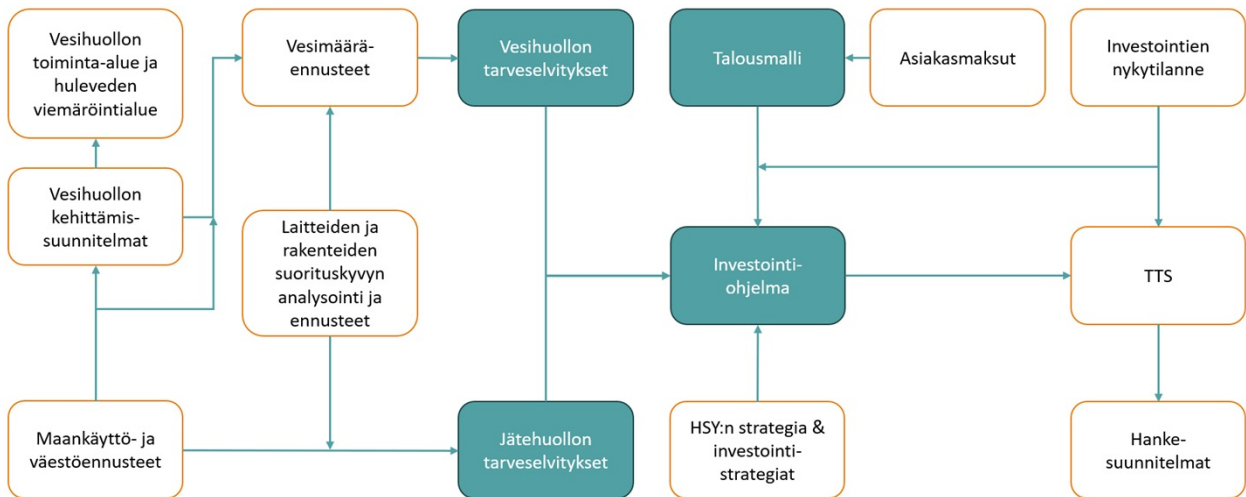 Vesihuollon
toiminta-alue ja
huleveden
viemäröintialue
Vesimäärä-
ennusteet
Vesihuollon
tarveselvitykset
Talousmalli
Asiakasmaksut
Investointien
nykytilanne
Vesihuollon
kehittämis-
suunnitelmat
Laitteiden ja
rakenteiden
suorituskyvyn
analysointi ja
ennusteet
Investointi-
ohjelma
TTS
Maankäyttö- ja
väestöennusteet
Jätehuollon
tarveselvitykset
HSY:n strategia &
investointi-
strategiat
Hanke-
suunnitelmat